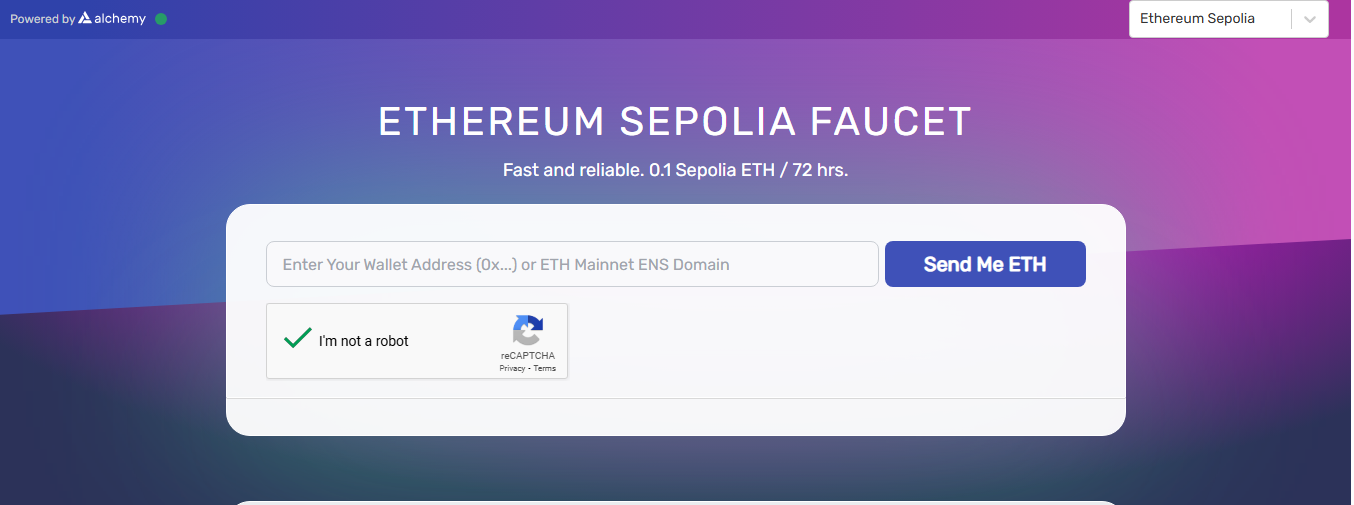 Powered by alchemy
Ethereum Sepolia
ETHEREUM SEPOLIA FAUCET
Fast and reliable. 0.1 Sepolia ETH / 72 hrs.
Enter Your Wallet Address (0x...) or ETH Mainnet ENS Domain
Send Me ETH
I'm not a robot
reCAPTCHA
Privacy - Terms